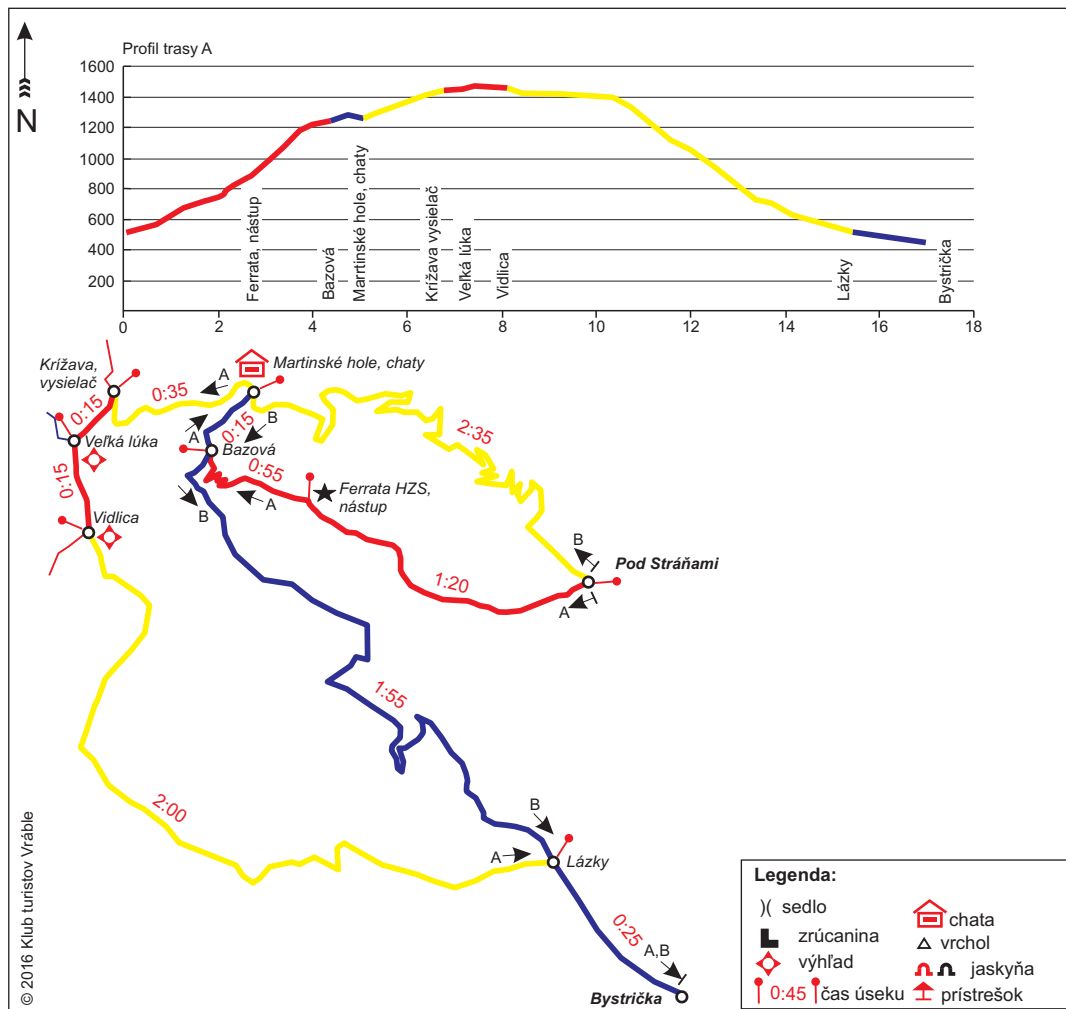 Profil trasy A
1600
1400
1200
1000
800
600
400
200
Ferrata, nástup
Bazová
Marrtinské hole, chaty
Krížava vysielač
Veľká lúka
Vidlica
Lázky
Bystrička
0
2
4
6
8
10
12
14
16
18
N
Krížava,
vysielač
Martinské hole, chaty
A
0:35
0:15
A
0:15
B
2:35
Veľká lúka
Bazová
0:55
Ferrata HZS,
nástup
A
B
0:15
Vidlica
B
Pod Stráňami
1:20
A
1:55
2:00
B
A
Lázky
0:25
A,B
Bystrička
© 2016 Klub turistov Vráble
Legenda:
)( sedlo
chata
zrúcanina
vrchol
výhľad
jaskyňa
0:45 čas úseku
prístrešok